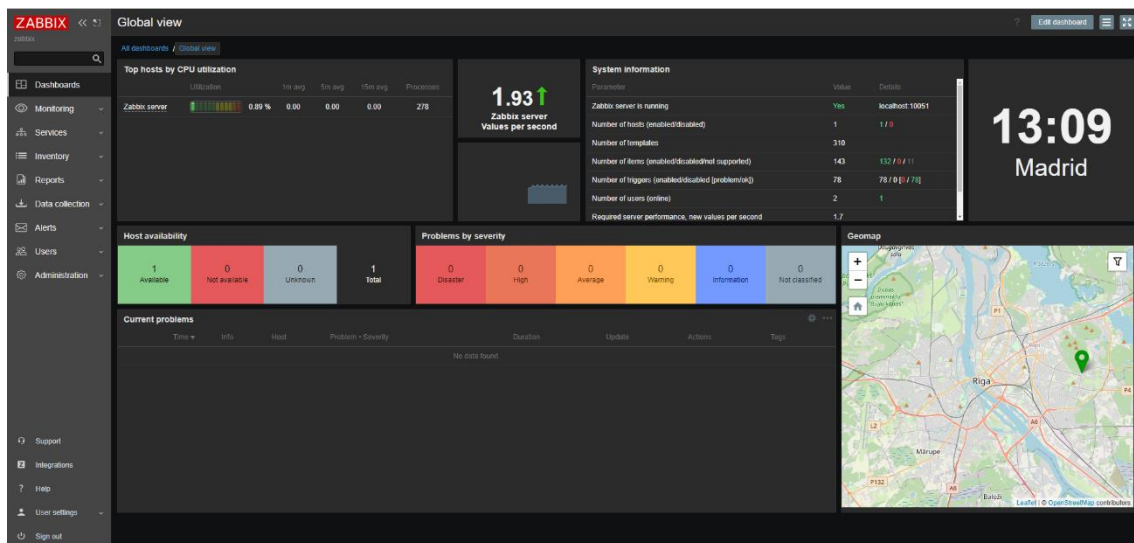 ZABBIX
zabbix
Dashboards
Monitoring
Services
Inventory
Reports
Data collection
Alerts
Users
Administration
Support
Integrations
Help
User settings
Sign out
Global view
? Edit dashboard
All dashboards / Global view
Top hosts by CPU utilization
Utilization 1m avg 5m avg 15m avg Processes
Zabbix server 0.89 % 0.00 0.00 0.00 278
1.93
Zabbix server
Values per second
System information
Parameter Value Details
Zabbix server is running Yes localhost:10051
Number of hosts (enabled/disabled) 1 1 / 0
Number of templates 310
Number of items (enabled/disabled/not supported) 143 132 / 0 / 11
Number of triggers (enabled/disabled [problem/ok]) 78 78 / 0 [0 / 78]
Number of users (online) 2 1
Required server performance, new values per second 1.7
13:09
Madrid
Host availability
1 0 0 1
Available Not available Unknown Total
Problems by severity
0 0 0 0 0 0
Disaster High Average Warning Information Not classified
Current problems
Time Info Host Problem • Severity Duration Update Actions Tags
No data found
Geomap
+
−
P1
Riga
P4
L2
A6
Mārupe
P132
A8
Baloži
Leaflet | © OpenStreetMap contributors